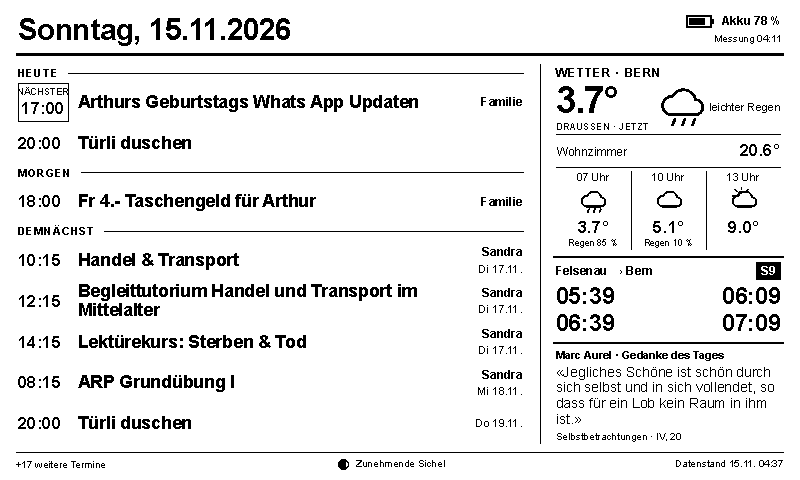 Sonntag, 15.11.2026
Akku 78 %
Messung 04:11
HEUTE
NÄCHSTER
17:00 Arthurs Geburtstags Whats App Updaten Familie
20:00 Türli duschen
MORGEN
18:00 Fr 4.- Taschengeld für Arthur Familie
DEMNÄCHST
10:15 Handel & Transport Sandra
Di 17.11.
12:15 Begleittutorium Handel und Transport im Mittelalter Sandra
Di 17.11.
14:15 Lektürekurs: Sterben & Tod Sandra
Di 17.11.
08:15 ARP Grundübung I Sandra
Mi 18.11.
20:00 Türli duschen Do 19.11.
WETTER · BERN
3.7° leichter Regen
DRAUSSEN · JETZT
Wohnzimmer 20.6°
07 Uhr 10 Uhr 13 Uhr
3.7° 5.1° 9.0°
Regen 85 % Regen 10 %
Felsenau › Bern S9
05:39 06:09
06:39 07:09
Marc Aurel · Gedanke des Tages
«Jegliches Schöne ist schön durch
sich selbst und in sich vollendet, so
dass für ein Lob kein Raum in ihm
ist.»
Selbstbetrachtungen · IV, 20
+17 weitere Termine
Zunehmende Sichel
Datenstand 15.11. 04:37